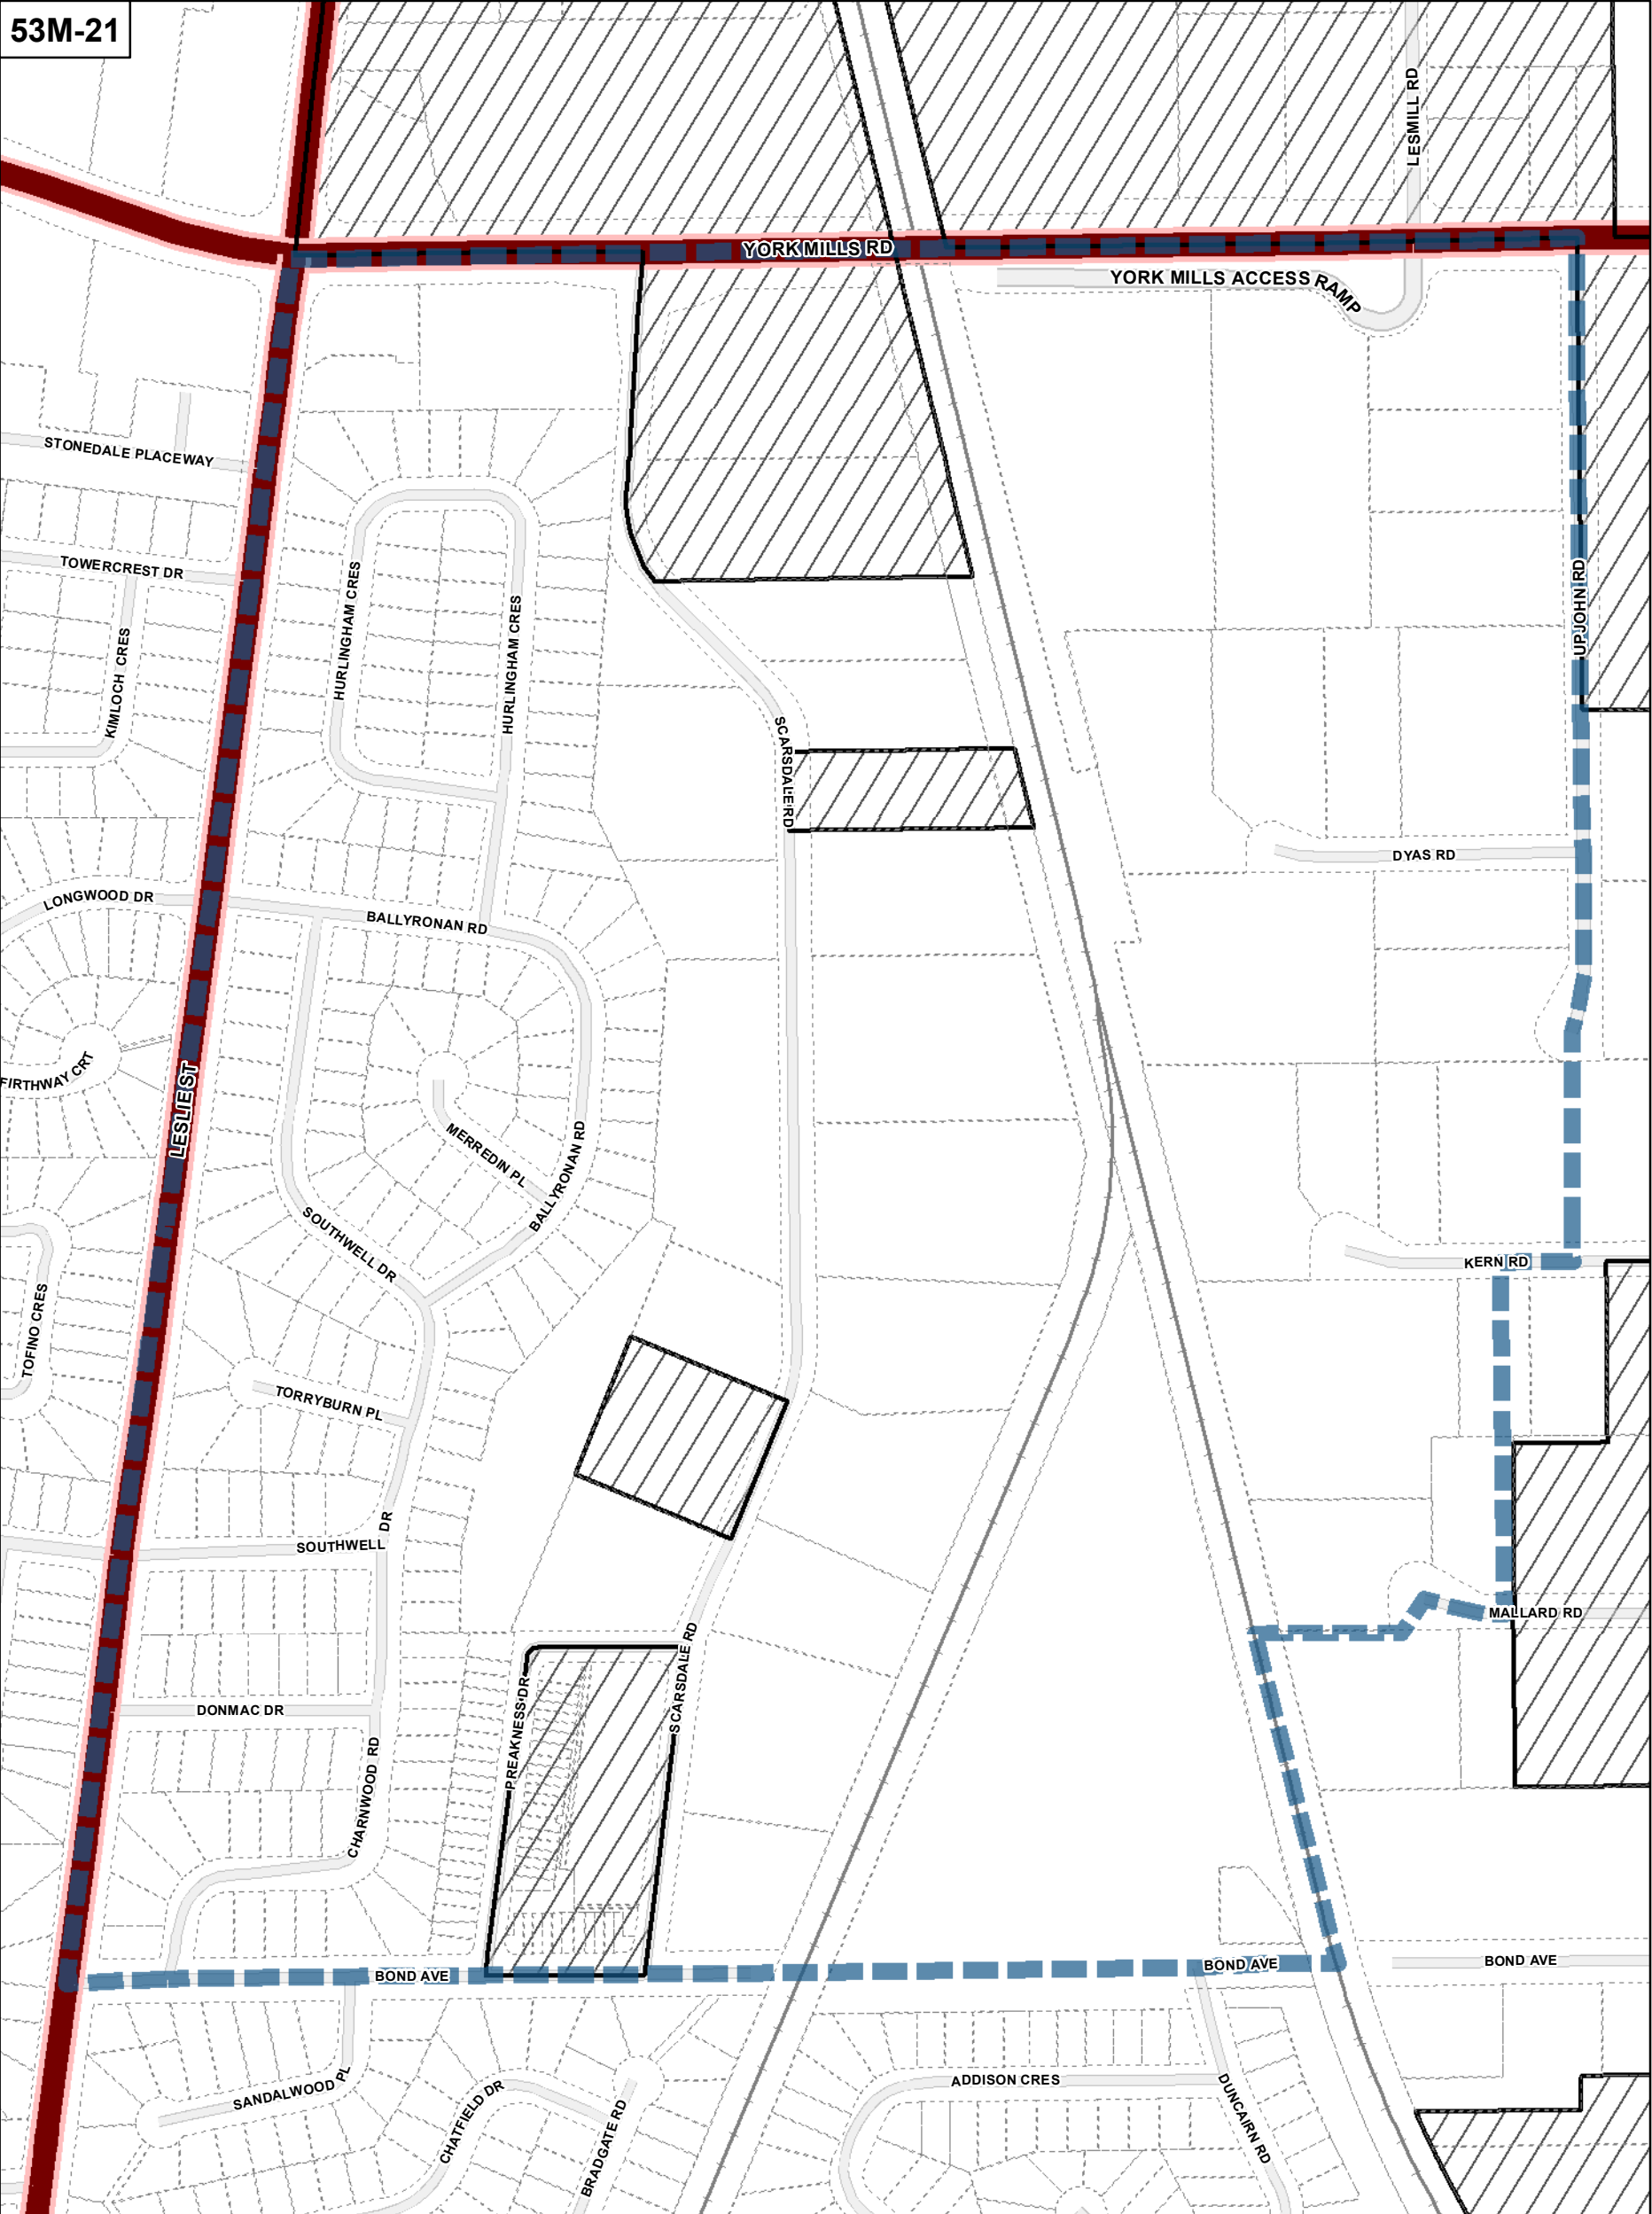 53M-21
LESMILL RD
YORK MILLS RD
YORK MILLS ACCESS RAMP
STONEDALE PLACEWAY
TOWERCREST DR
HURLINGHAM CRES
HURLINGHAM CRES
UPJOHN RD
KIMLOCH CRES
SCARSDALE RD
DYAS RD
LONGWOOD DR
BALLYRONAN RD
FIRTHWAY CRT
LESLIE ST
MERREDIN PL
BALLYRONAN RD
SOUTHWELL DR
KERN RD
TOFINO CRES
TORRYBURN PL
SOUTHWELL DR
MALLARD RD
SCARSDALE RD
PREAKNESS DR
DONMAC DR
CHARNWOOD RD
BOND AVE
BOND AVE
BOND AVE
SANDALWOOD PL
CHATFIELD DR
BRADGATE RD
ADDISON CRES
DUNCAIRN RD